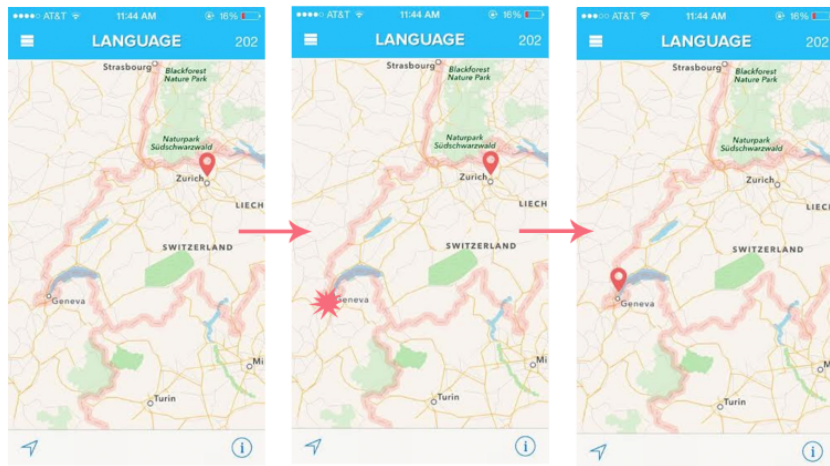 AT&T 11:44 AM 16%
LANGUAGE 202
Strasbourg
Blackforest
Nature Park
Naturpark
Südschwarzwald
Zurich
LIECH
SWITZERLAND
Geneva
Mi
Turin
AT&T 11:44 AM 16%
LANGUAGE 202
Strasbourg
Blackforest
Nature Park
Naturpark
Südschwarzwald
Zurich
LIECH
SWITZERLAND
Geneva
Mi
Turin
AT&T 11:44 AM 16%
LANGUAGE 202
Strasbourg
Blackforest
Nature Park
Naturpark
Südschwarzwald
Zurich
LIECH
SWITZERLAND
Geneva
M
Turin